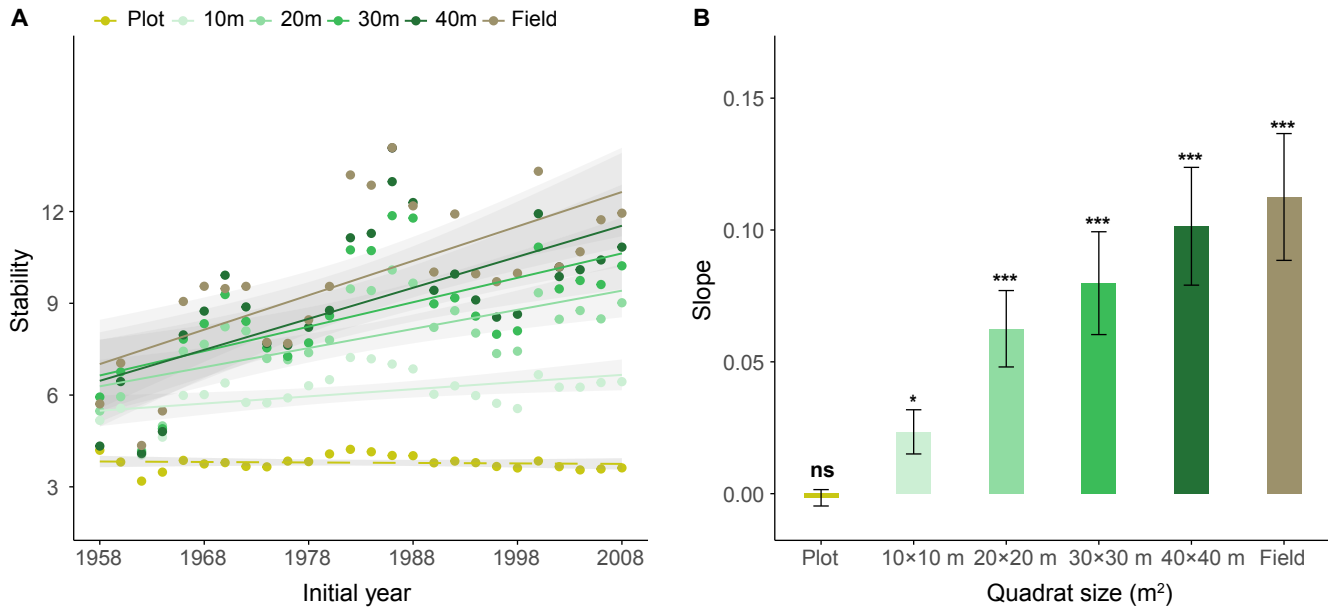 A
Plot 10m 20m 30m 40m Field
Stability
12
9
6
3
1958 1968 1978 1988 1998 2008
Initial year
B
Slope
0.15
0.10
0.05
0.00
ns
*
***
***
***
***
Plot 10×10 m 20×20 m 30×30 m 40×40 m Field
Quadrat size (m²)